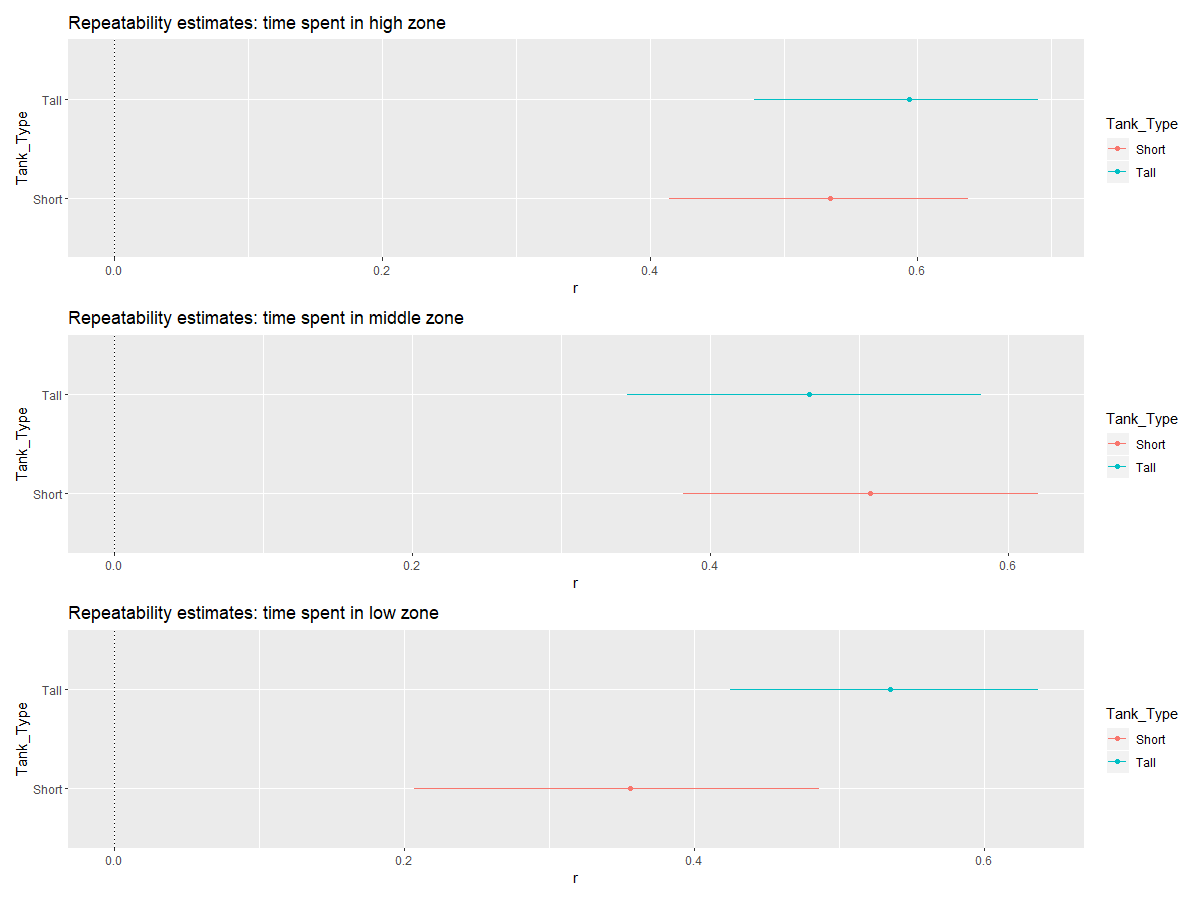 Repeatability estimates: time spent in high zone
Tank_Type
Tall
Short
0.0 0.2 0.4 0.6
r
Tank_Type
Short
Tall
Repeatability estimates: time spent in middle zone
Tank_Type
Tall
Short
0.0 0.2 0.4 0.6
r
Tank_Type
Short
Tall
Repeatability estimates: time spent in low zone
Tank_Type
Tall
Short
0.0 0.2 0.4 0.6
r
Tank_Type
Short
Tall